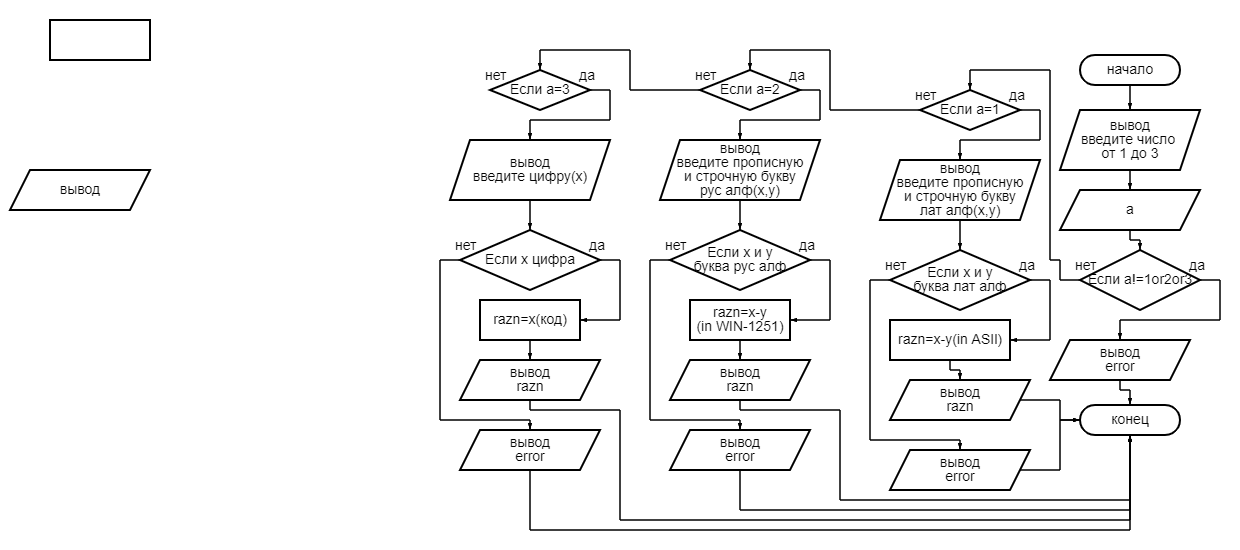 вывод
нет
да
Если a=3
вывод
введите цифру(x)
нет
да
Если x цифра
razn=x(код)
вывод
razn
вывод
error
нет
да
Если a=2
вывод
введите прописную
и строчную букву
рус алф(x,y)
нет
да
Если x и y
буква рус алф
razn=x-y
(in WIN-1251)
вывод
razn
вывод
error
нет
да
Если a=1
вывод
введите прописную
и строчную букву
лат алф(x,y)
нет
да
Если x и y
буква лат алф
razn=x-y(in ASII)
вывод
razn
вывод
error
начало
вывод
введите число
от 1 до 3
a
нет
да
Если a!=1or2or3
вывод
error
конец